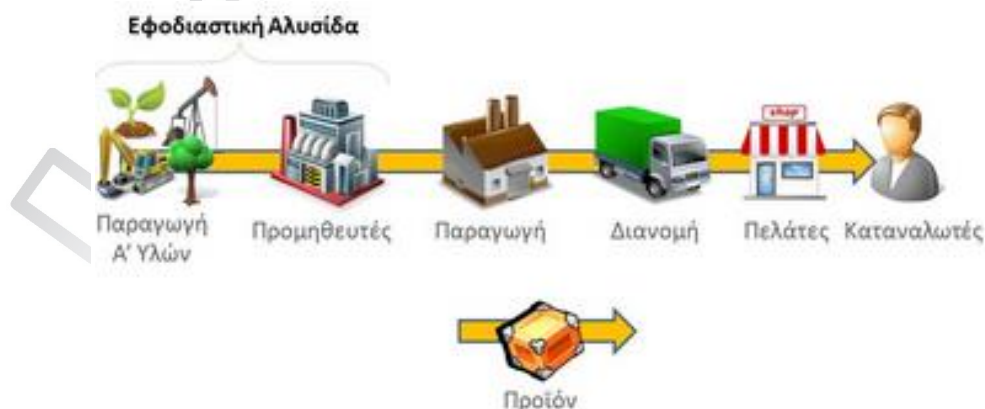 Εφοδιαστική Αλυσίδα
shop
Παραγωγή
Α' Υλών
Προμηθευτές
Παραγωγή
Διανομή
Πελάτες
Καταναλωτές
Προϊόν